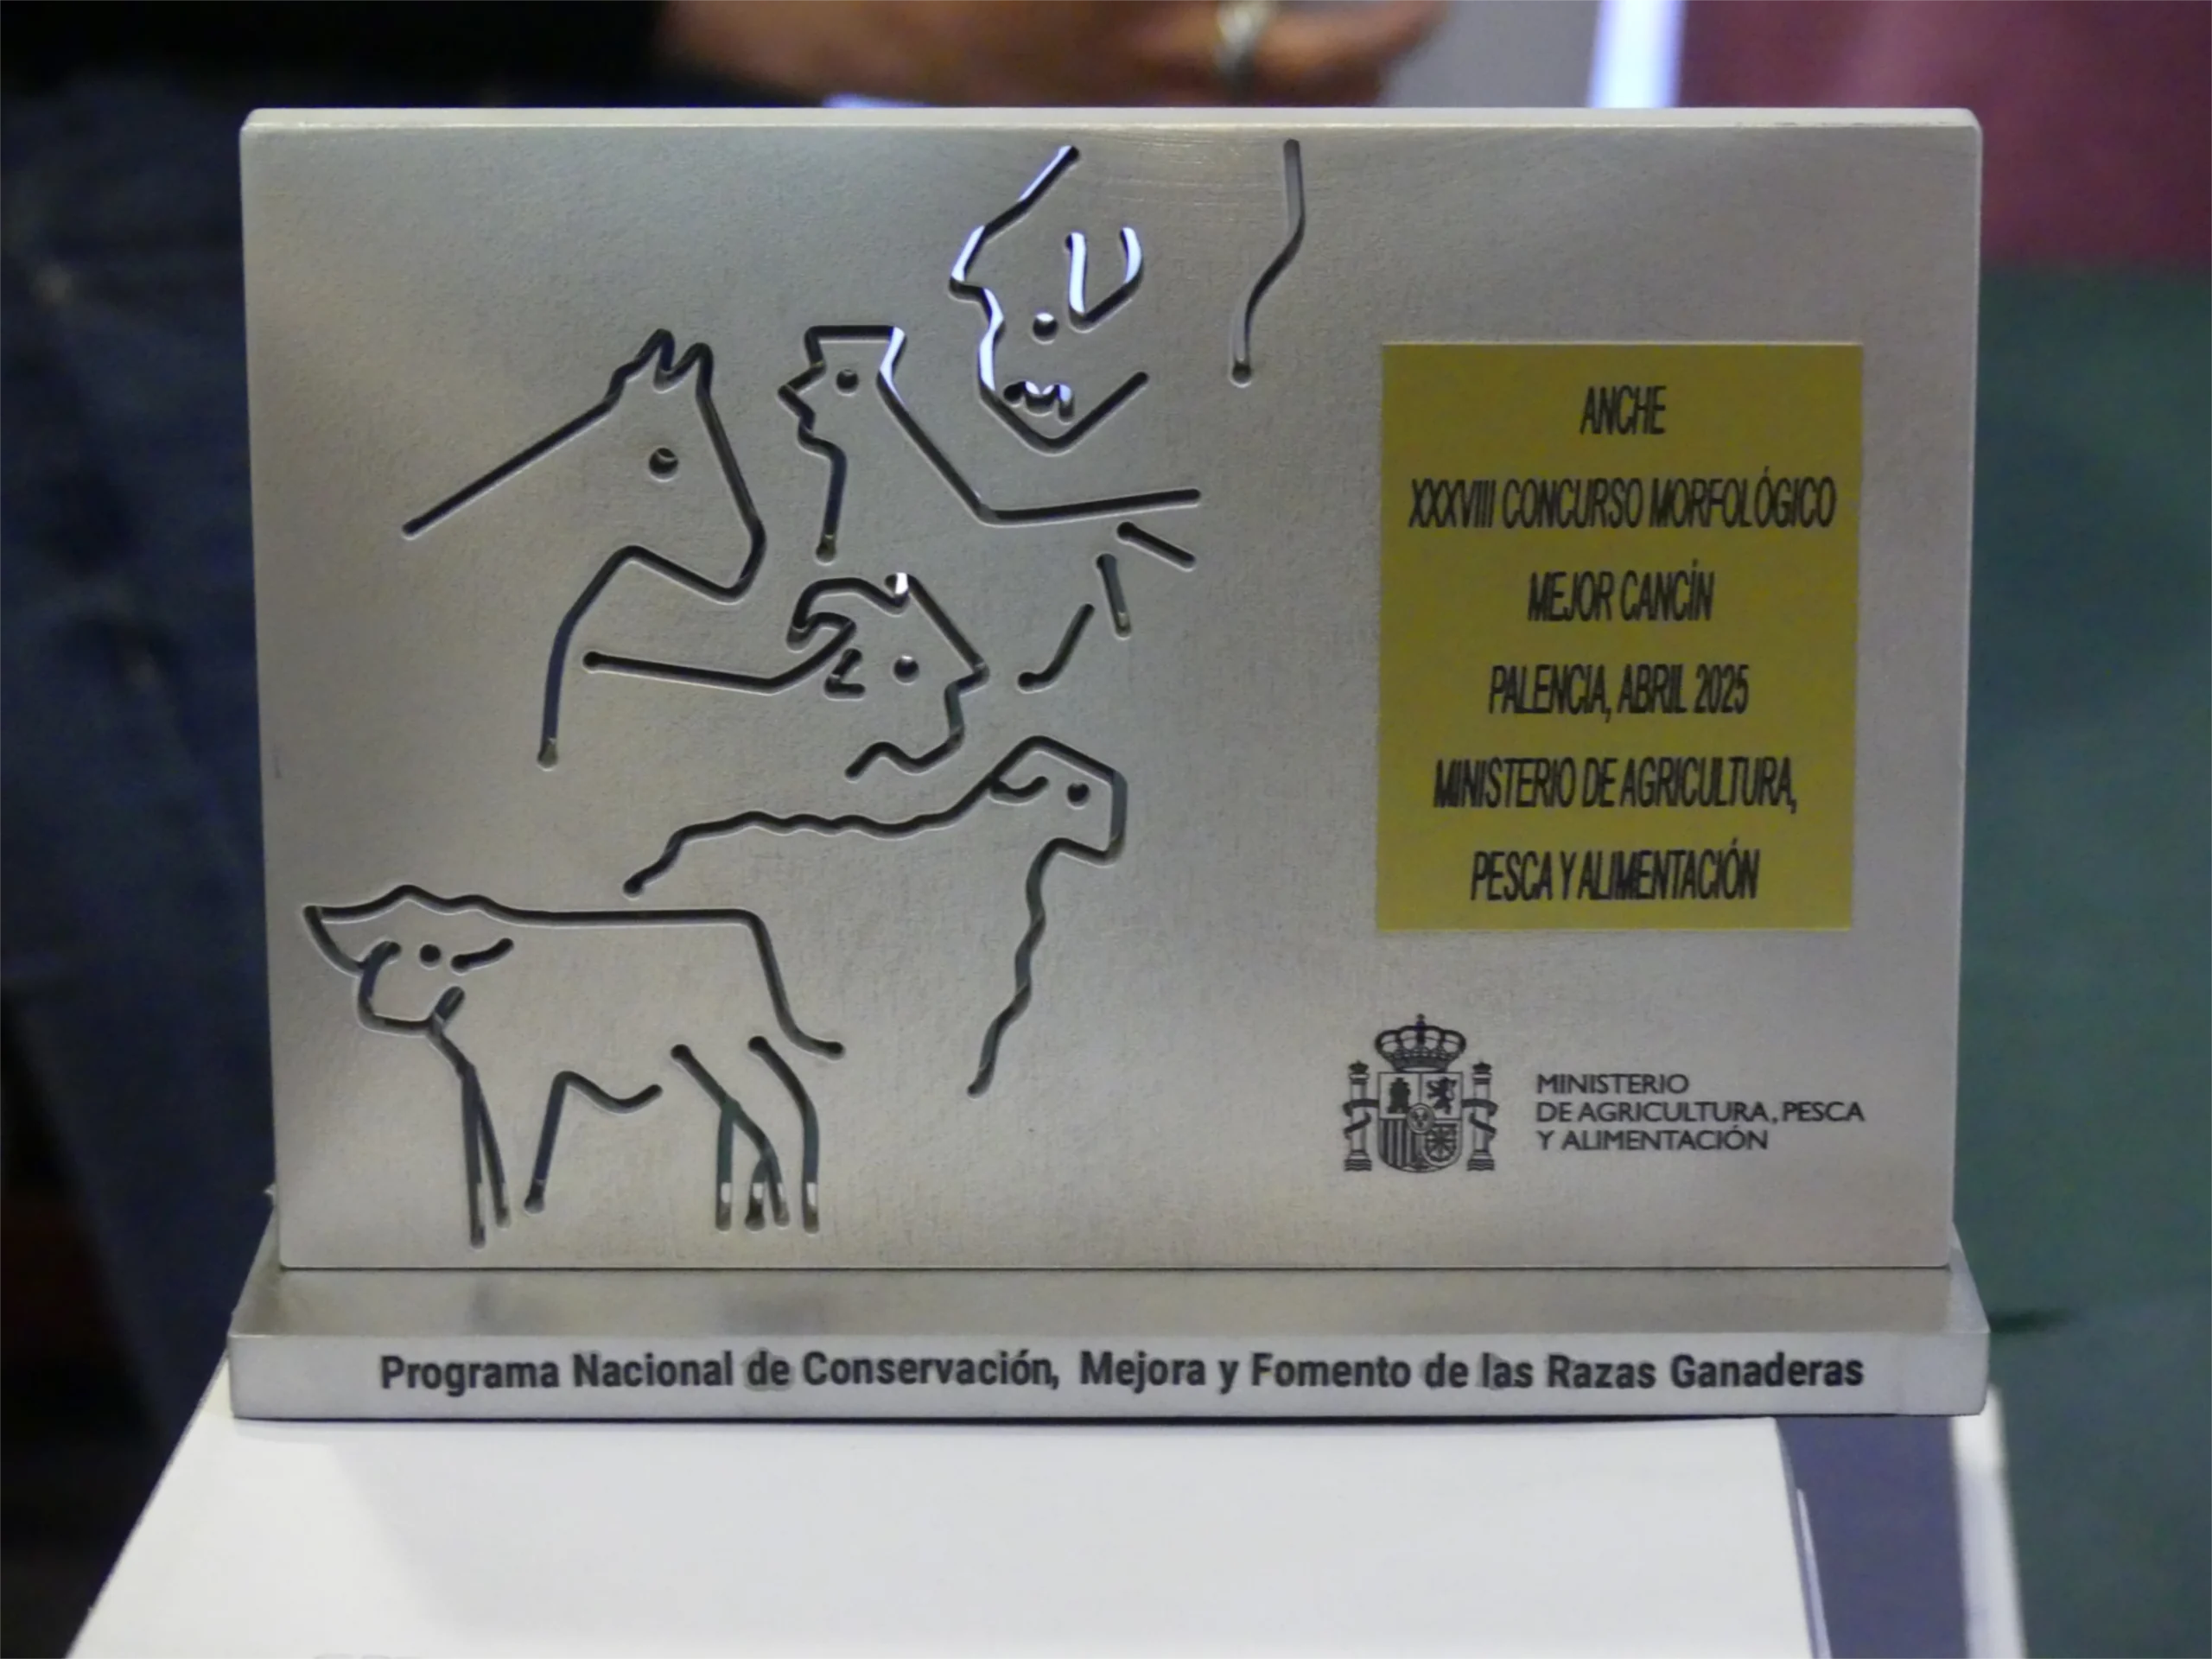 ANCHE
XXXVIII CONCURSO MORFOLÓGICO
MEJOR CANCÍN
PALENCIA, ABRIL 2025
MINISTERIO DE AGRICULTURA,
PESCA Y ALIMENTACIÓN
MINISTERIO
DE AGRICULTURA, PESCA
Y ALIMENTACIÓN
Programa Nacional de Conservación, Mejora y Fomento de las Razas Ganaderas